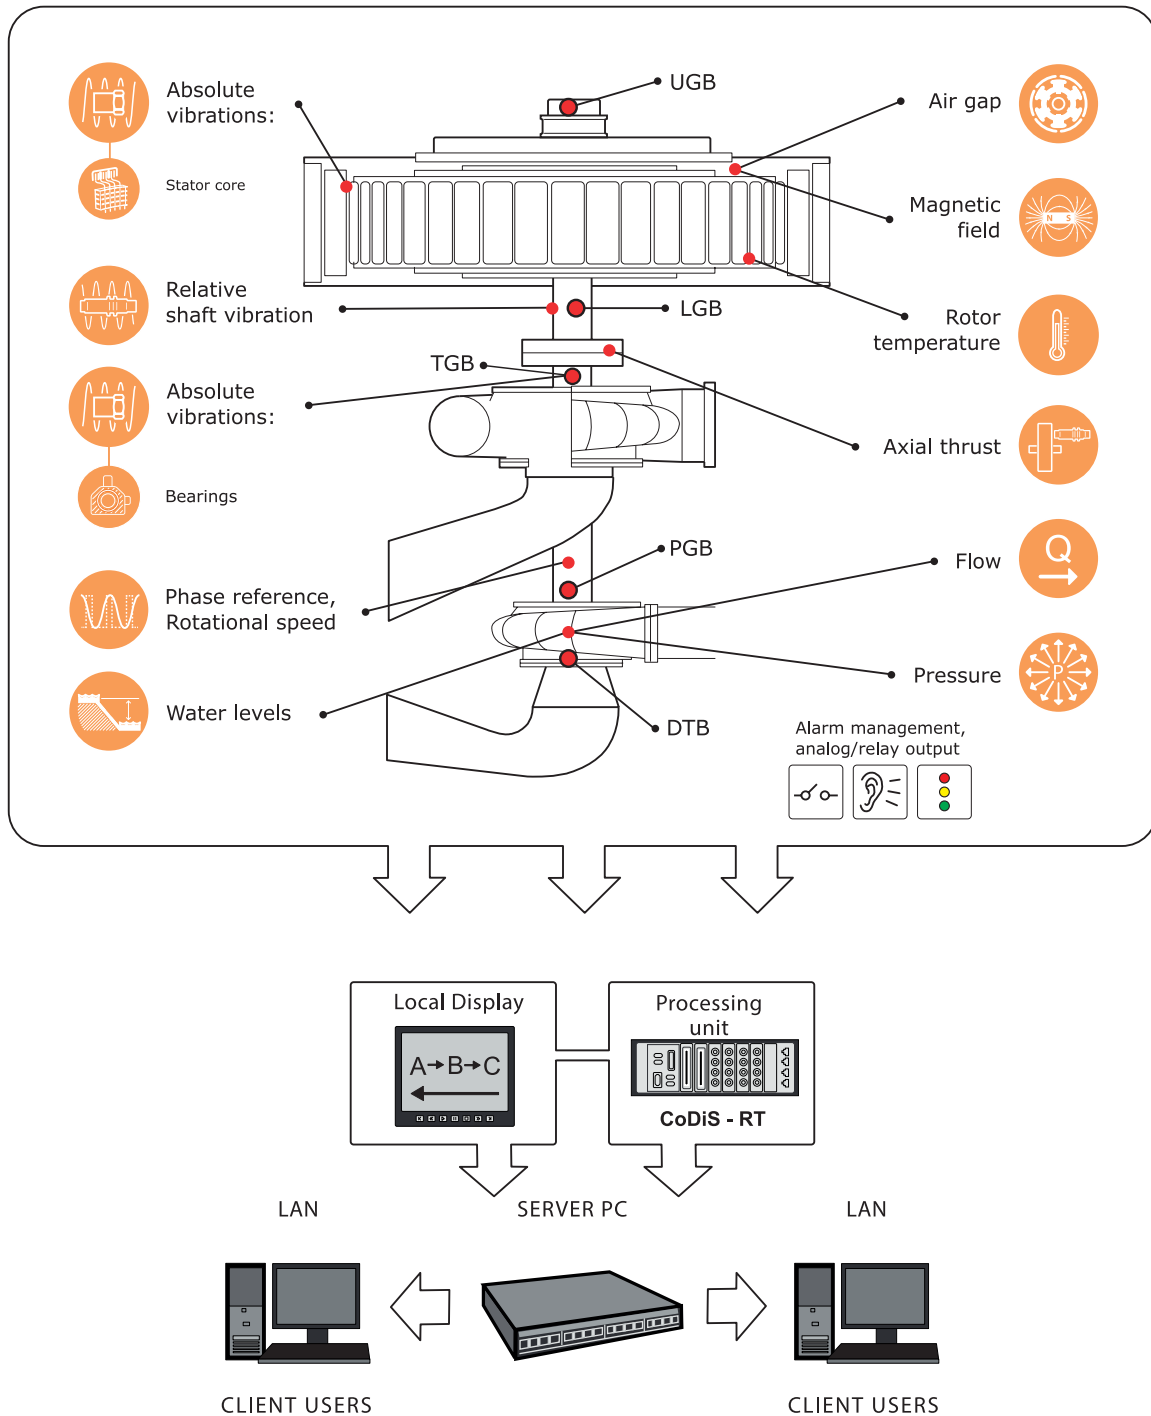 UGB
Absolute
vibrations:
Stator core
Air gap
Magnetic
field
N S
Relative
shaft vibration
LGB
Rotor
temperature
TGB
Absolute
vibrations:
Bearings
Axial thrust
PGB
Flow
Q
Phase reference,
Rotational speed
Water levels
Pressure
P
DTB
Alarm management,
analog/relay output
Local Display
A→B→C
Processing
unit
CoDiS - RT
LAN
SERVER PC
LAN
CLIENT USERS
CLIENT USERS